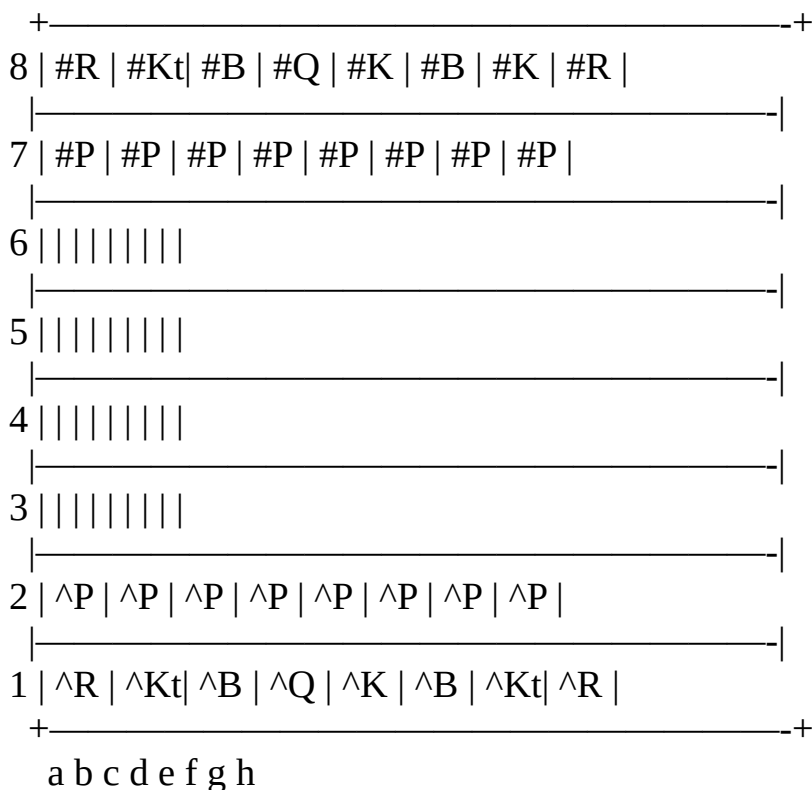 +———————————————————-+
8 | #R | #Kt| #B | #Q | #K | #B | #K | #R |
|———————————————————-|
7 | #P | #P | #P | #P | #P | #P | #P | #P |
|———————————————————-|
6 | | | | | | | | |
|———————————————————-|
5 | | | | | | | | |
|———————————————————-|
4 | | | | | | | | |
|———————————————————-|
3 | | | | | | | | |
|———————————————————-|
2 | ^P | ^P | ^P | ^P | ^P | ^P | ^P | ^P |
|———————————————————-|
1 | ^R | ^Kt| ^B | ^Q | ^K | ^B | ^Kt| ^R |
+———————————————————-+
a b c d e f g h